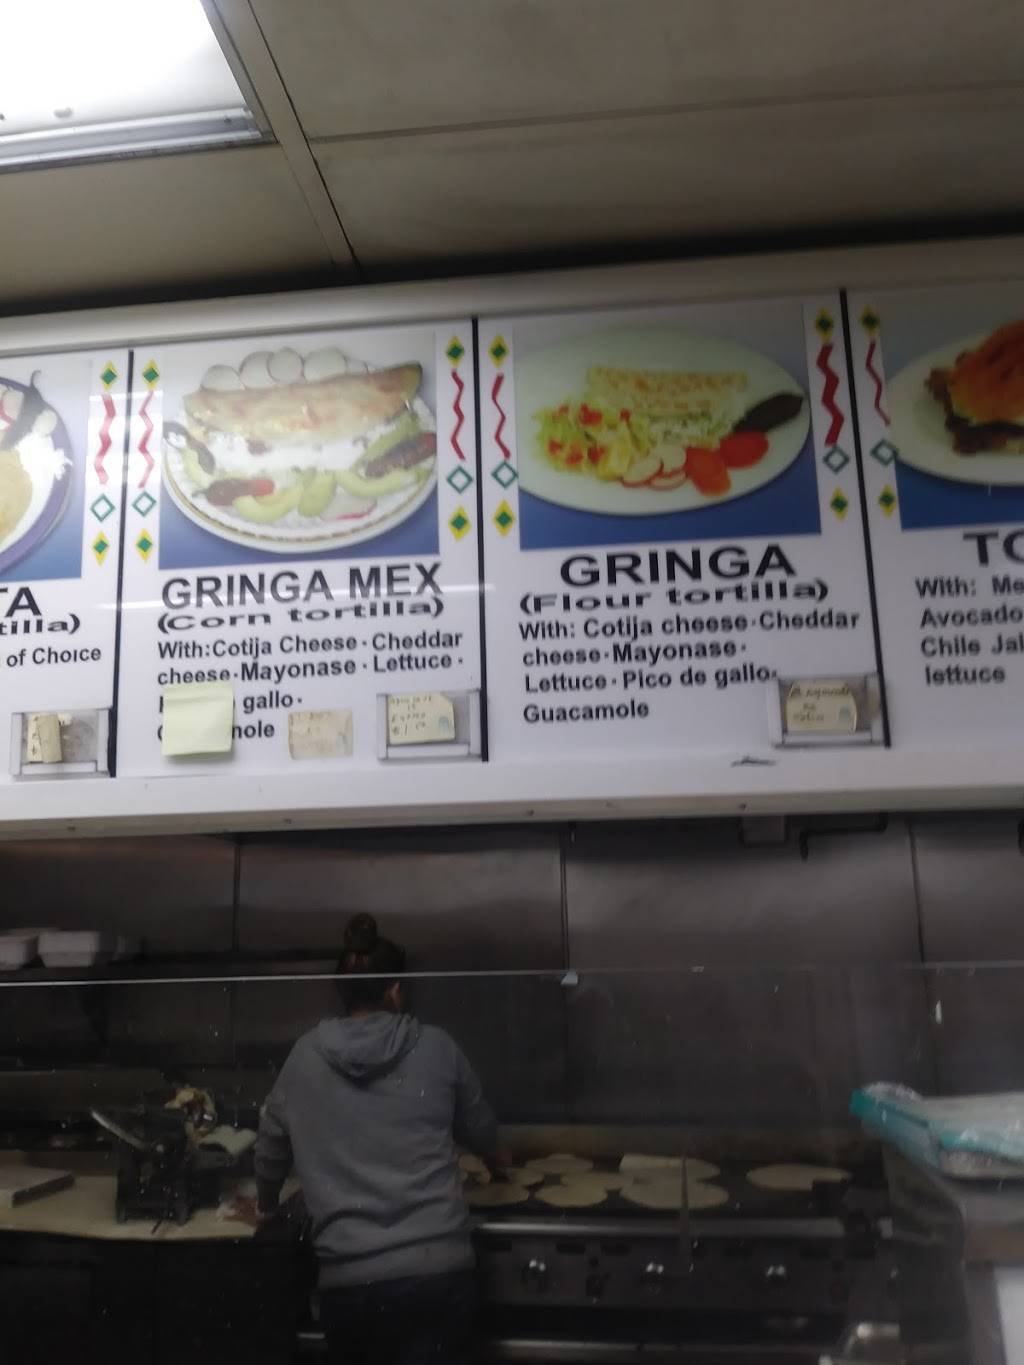 TA
tilla)
of Choice
GRINGA MEX
(Corn tortilla)
With:Cotija Cheese·Cheddar
cheese·Mayonase·Lettuce·
gallo·
GRINGA
(Flour tortilla)
With: Cotija cheese·Cheddar
cheese·Mayonase·
Lettuce·Pico de gallo·
Guacamole
TO
With: Me
Avocado
Chile Jal
lettuce